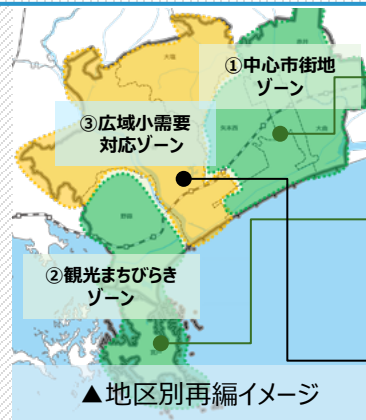 ①中心市街地
ゾーン
③広域小需要
対応ゾーン
②観光まちびらき
ゾーン
▲地区別再編イメージ